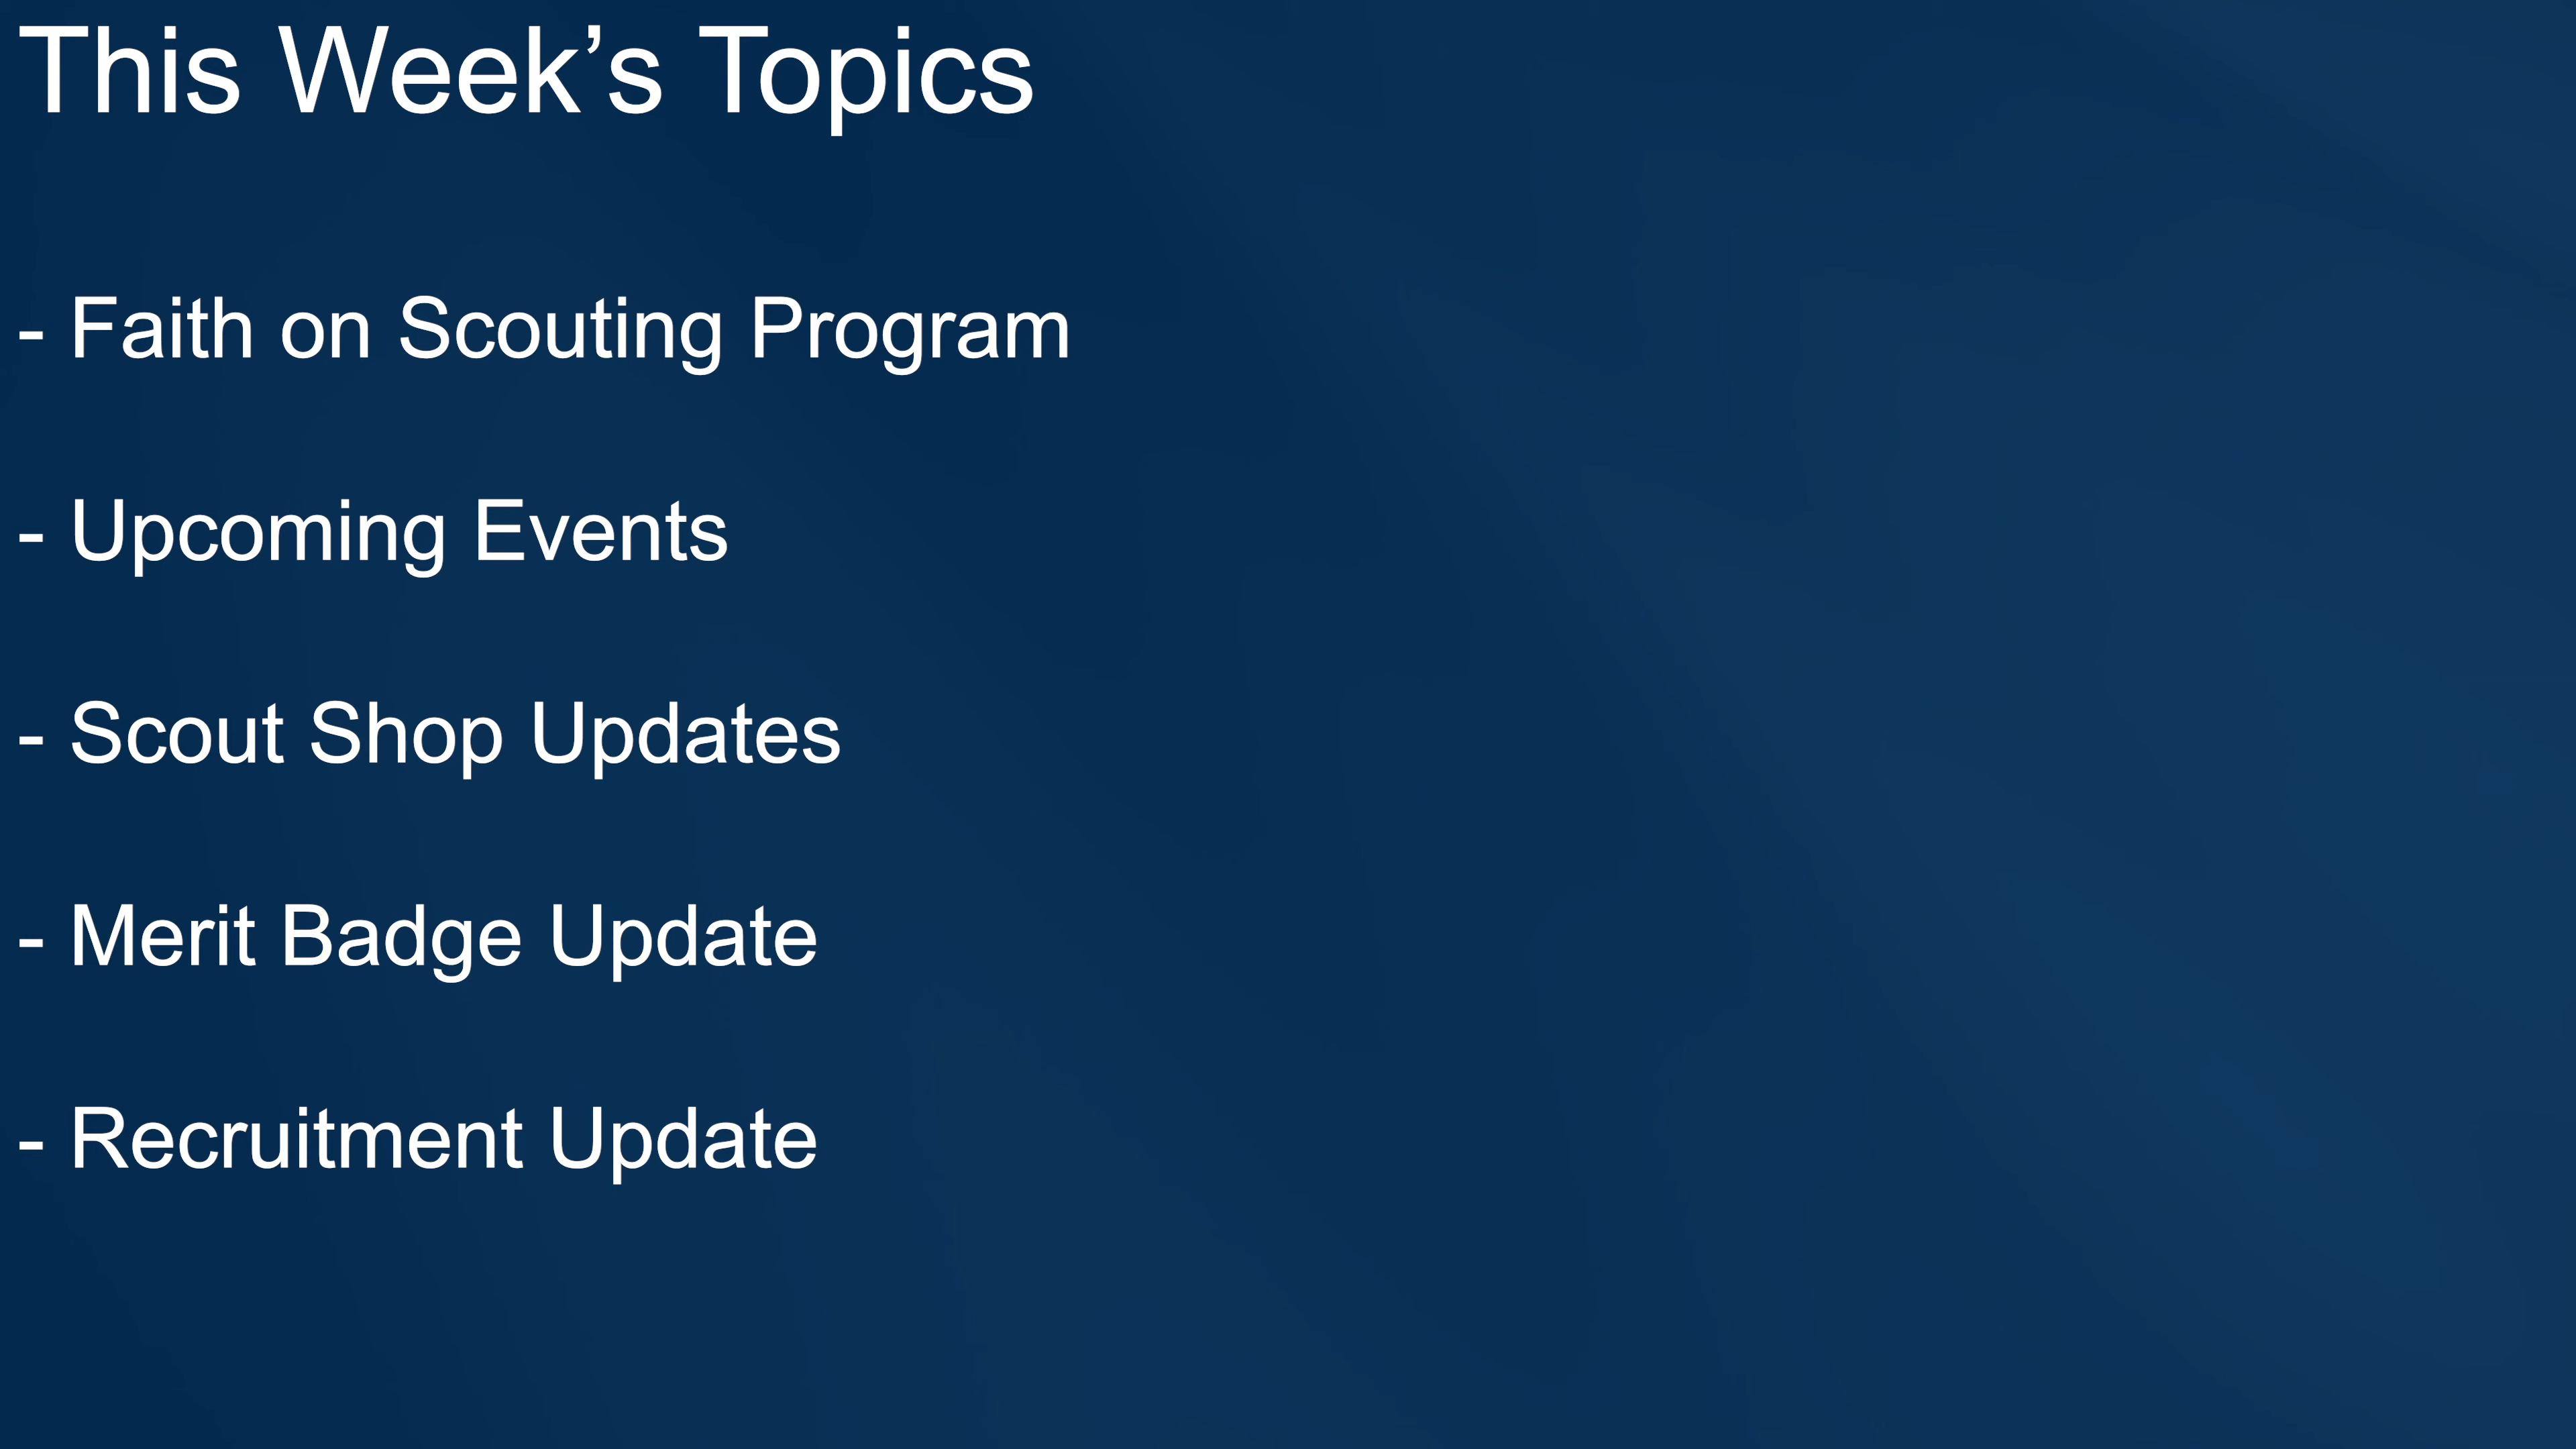 This Week’s Topics
- Faith on Scouting Program
- Upcoming Events
- Scout Shop Updates
- Merit Badge Update
- Recruitment Update